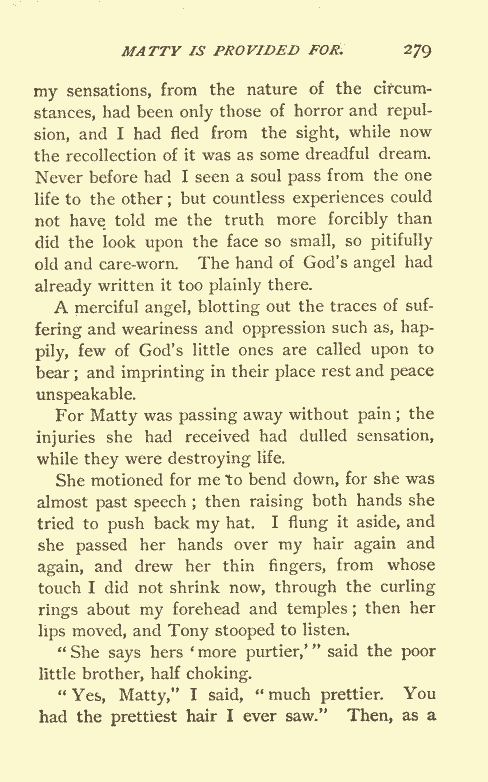 MATTY IS PROVIDED FOR. 279
my sensations, from the nature of the circum-
stances, had been only those of horror and repul-
sion, and I had fled from the sight, while now
the recollection of it was as some dreadful dream.
Never before had I seen a soul pass from the one
life to the other; but countless experiences could
not have told me the truth more forcibly than
did the look upon the face so small, so pitifully
old and care-worn. The hand of God's angel had
already written it too plainly there.
A merciful angel, blotting out the traces of suf-
fering and weariness and oppression such as, hap-
pily, few of God's little ones are called upon to
bear; and imprinting in their place rest and peace
unspeakable.
For Matty was passing away without pain; the
injuries she had received had dulled sensation,
while they were destroying life.
She motioned for me to bend down, for she was
almost past speech; then raising both hands she
tried to push back my hat. I flung it aside, and
she passed her hands over my hair again and
again, and drew her thin fingers, from whose
touch I did not shrink now, through the curling
rings about my forehead and temples; then her
lips moved, and Tony stooped to listen.
"She says hers 'more purtier,'" said the poor
little brother, half choking.
"Yes, Matty," I said, "much prettier. You
had the prettiest hair I ever saw." Then, as a